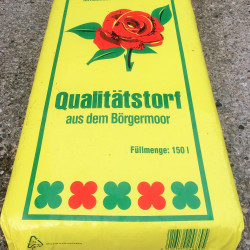 Qualitätstorf
aus dem Börgermoor
Füllmenge: 150 l